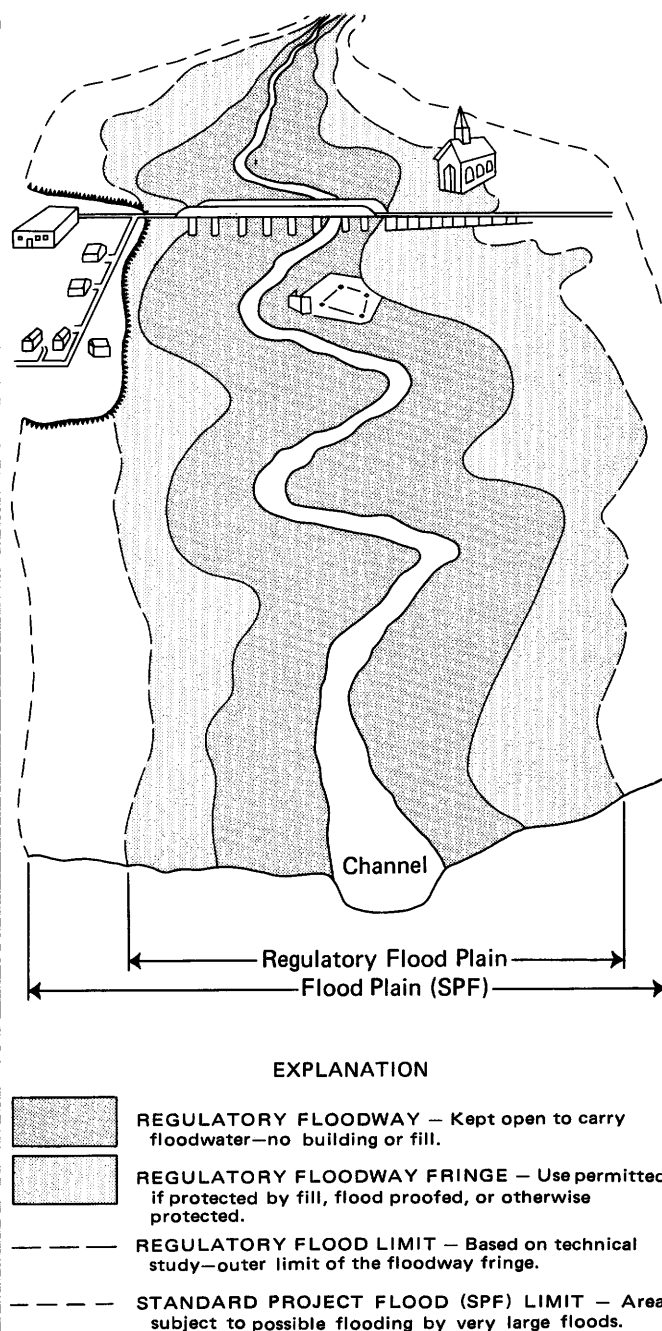 Channel
Regulatory Flood Plain
Flood Plain (SPF)
EXPLANATION
REGULATORY FLOODWAY — Kept open to carry
floodwater—no building or fill.
REGULATORY FLOODWAY FRINGE — Use permitted
if protected by fill, flood proofed, or otherwise
protected.
REGULATORY FLOOD LIMIT — Based on technical
study—outer limit of the floodway fringe.
STANDARD PROJECT FLOOD (SPF) LIMIT — Area
subject to possible flooding by very large floods.